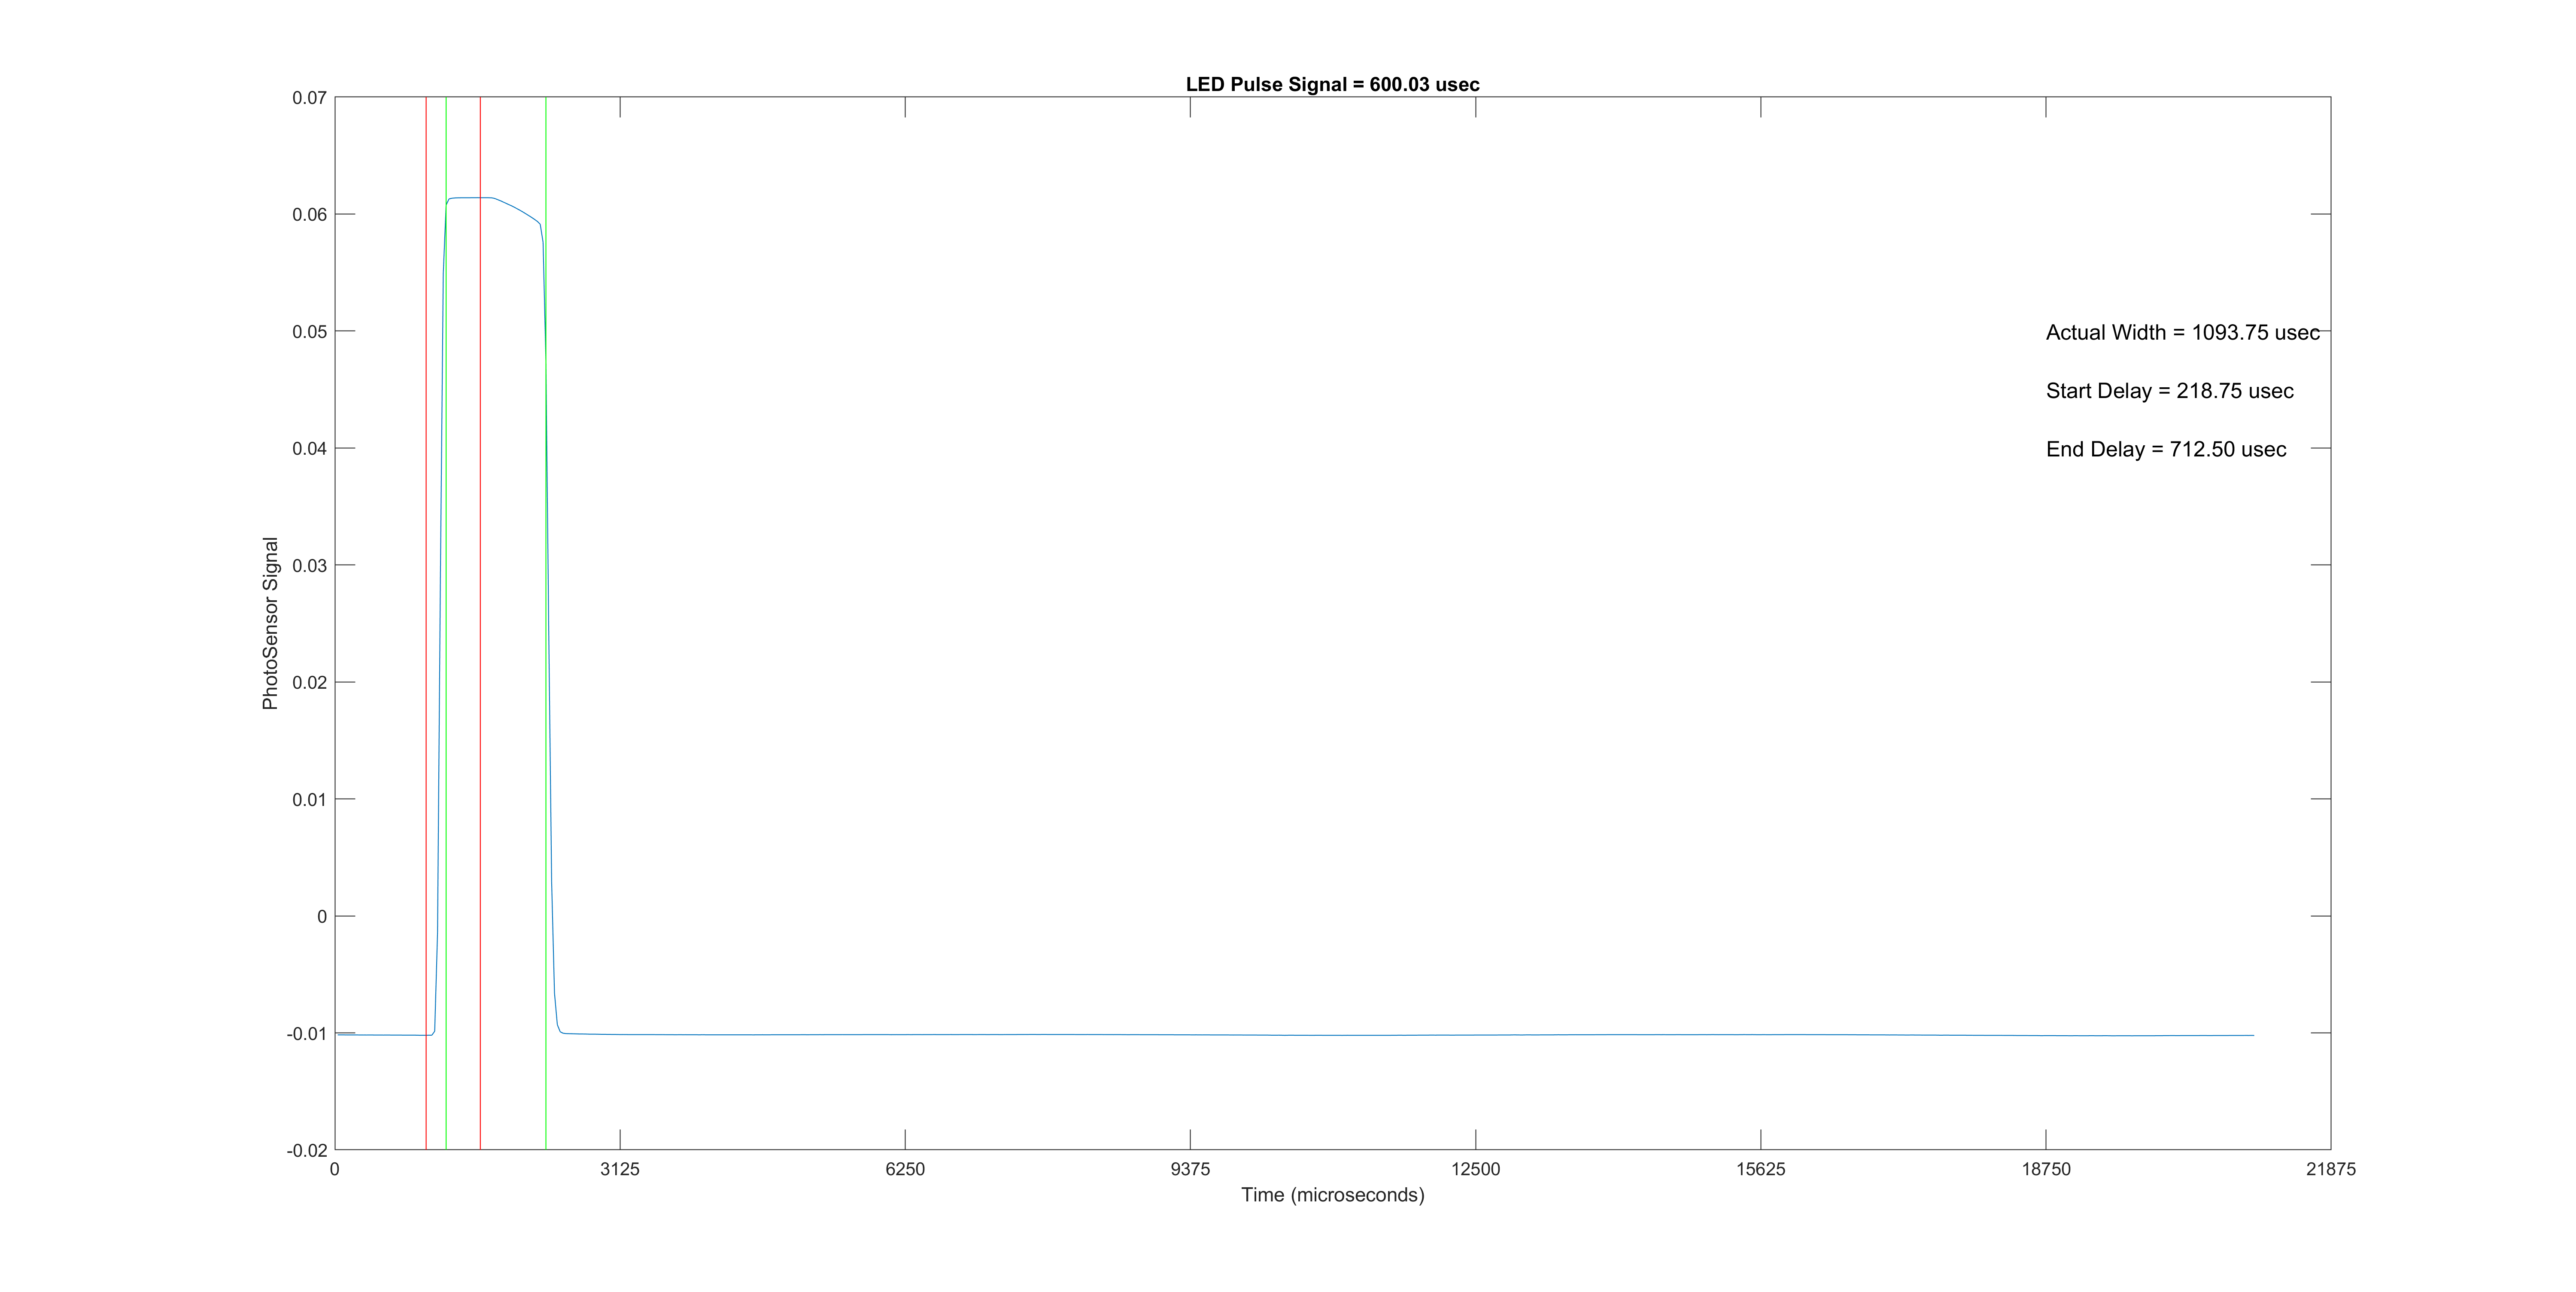 LED Pulse Signal = 600.03 usec
0.07
0.06
0.05
0.04
0.03
0.02
0.01
0
-0.01
-0.02
PhotoSensor Signal
Actual Width = 1093.75 usec
Start Delay = 218.75 usec
End Delay = 712.50 usec
0 3125 6250 9375 12500 15625 18750 21875
Time (microseconds)